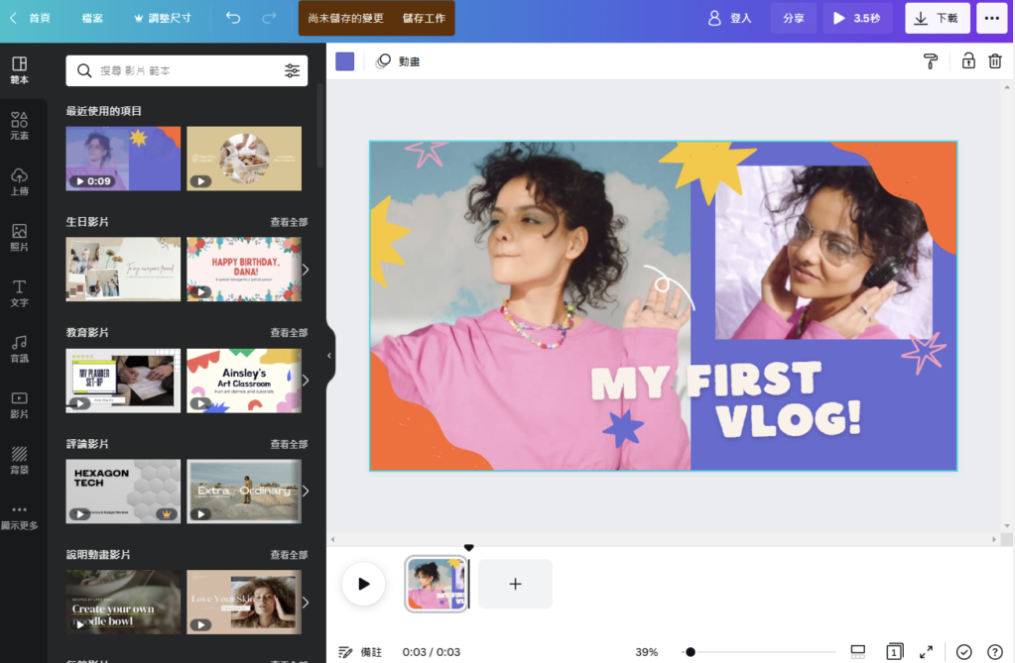 首頁 檔案 調整尺寸 尚未儲存的變更 儲存工作 登入 分享 3.5秒 下載
範本
元素
上傳
照片
文字
音訊
影片
背景
顯示更多
搜尋 影片 範本
最近使用的項目
0:09
生日影片 查看全部
HAPPY BIRTHDAY,
DANA!
教育影片 查看全部
MY PLANNER
SET-UP
Ainsley's
Art Classroom
評論影片 查看全部
HEXAGON
TECH
Extra Ordinary
說明動畫影片 查看全部
Create your own
noodle bowl
Love Your Skin
查看全部
動畫
MY FIRST
VLOG!
備註 0:03 / 0:03 39% 1